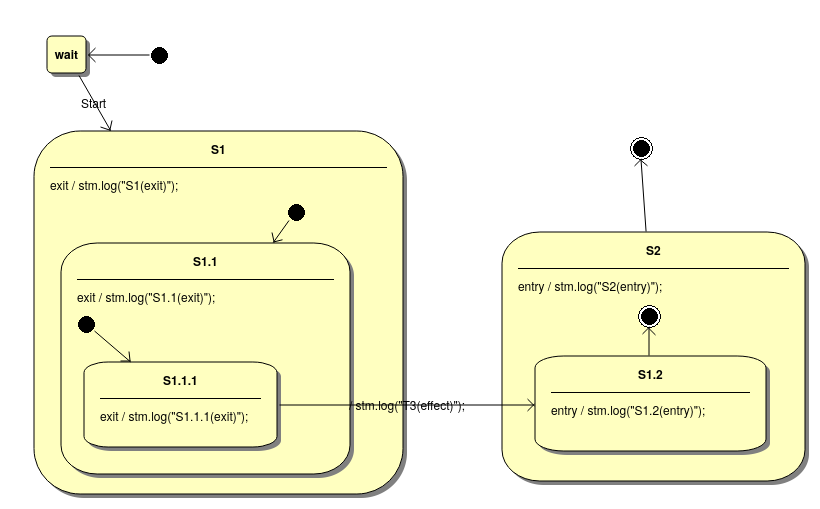 wait
Start
S1
exit / stm.log("S1(exit)");
S1.1
exit / stm.log("S1.1(exit)");
S1.1.1
exit / stm.log("S1.1.1(exit)");
/ stm.log("T3(effect)");
S2
entry / stm.log("S2(entry)");
S1.2
entry / stm.log("S1.2(entry)");